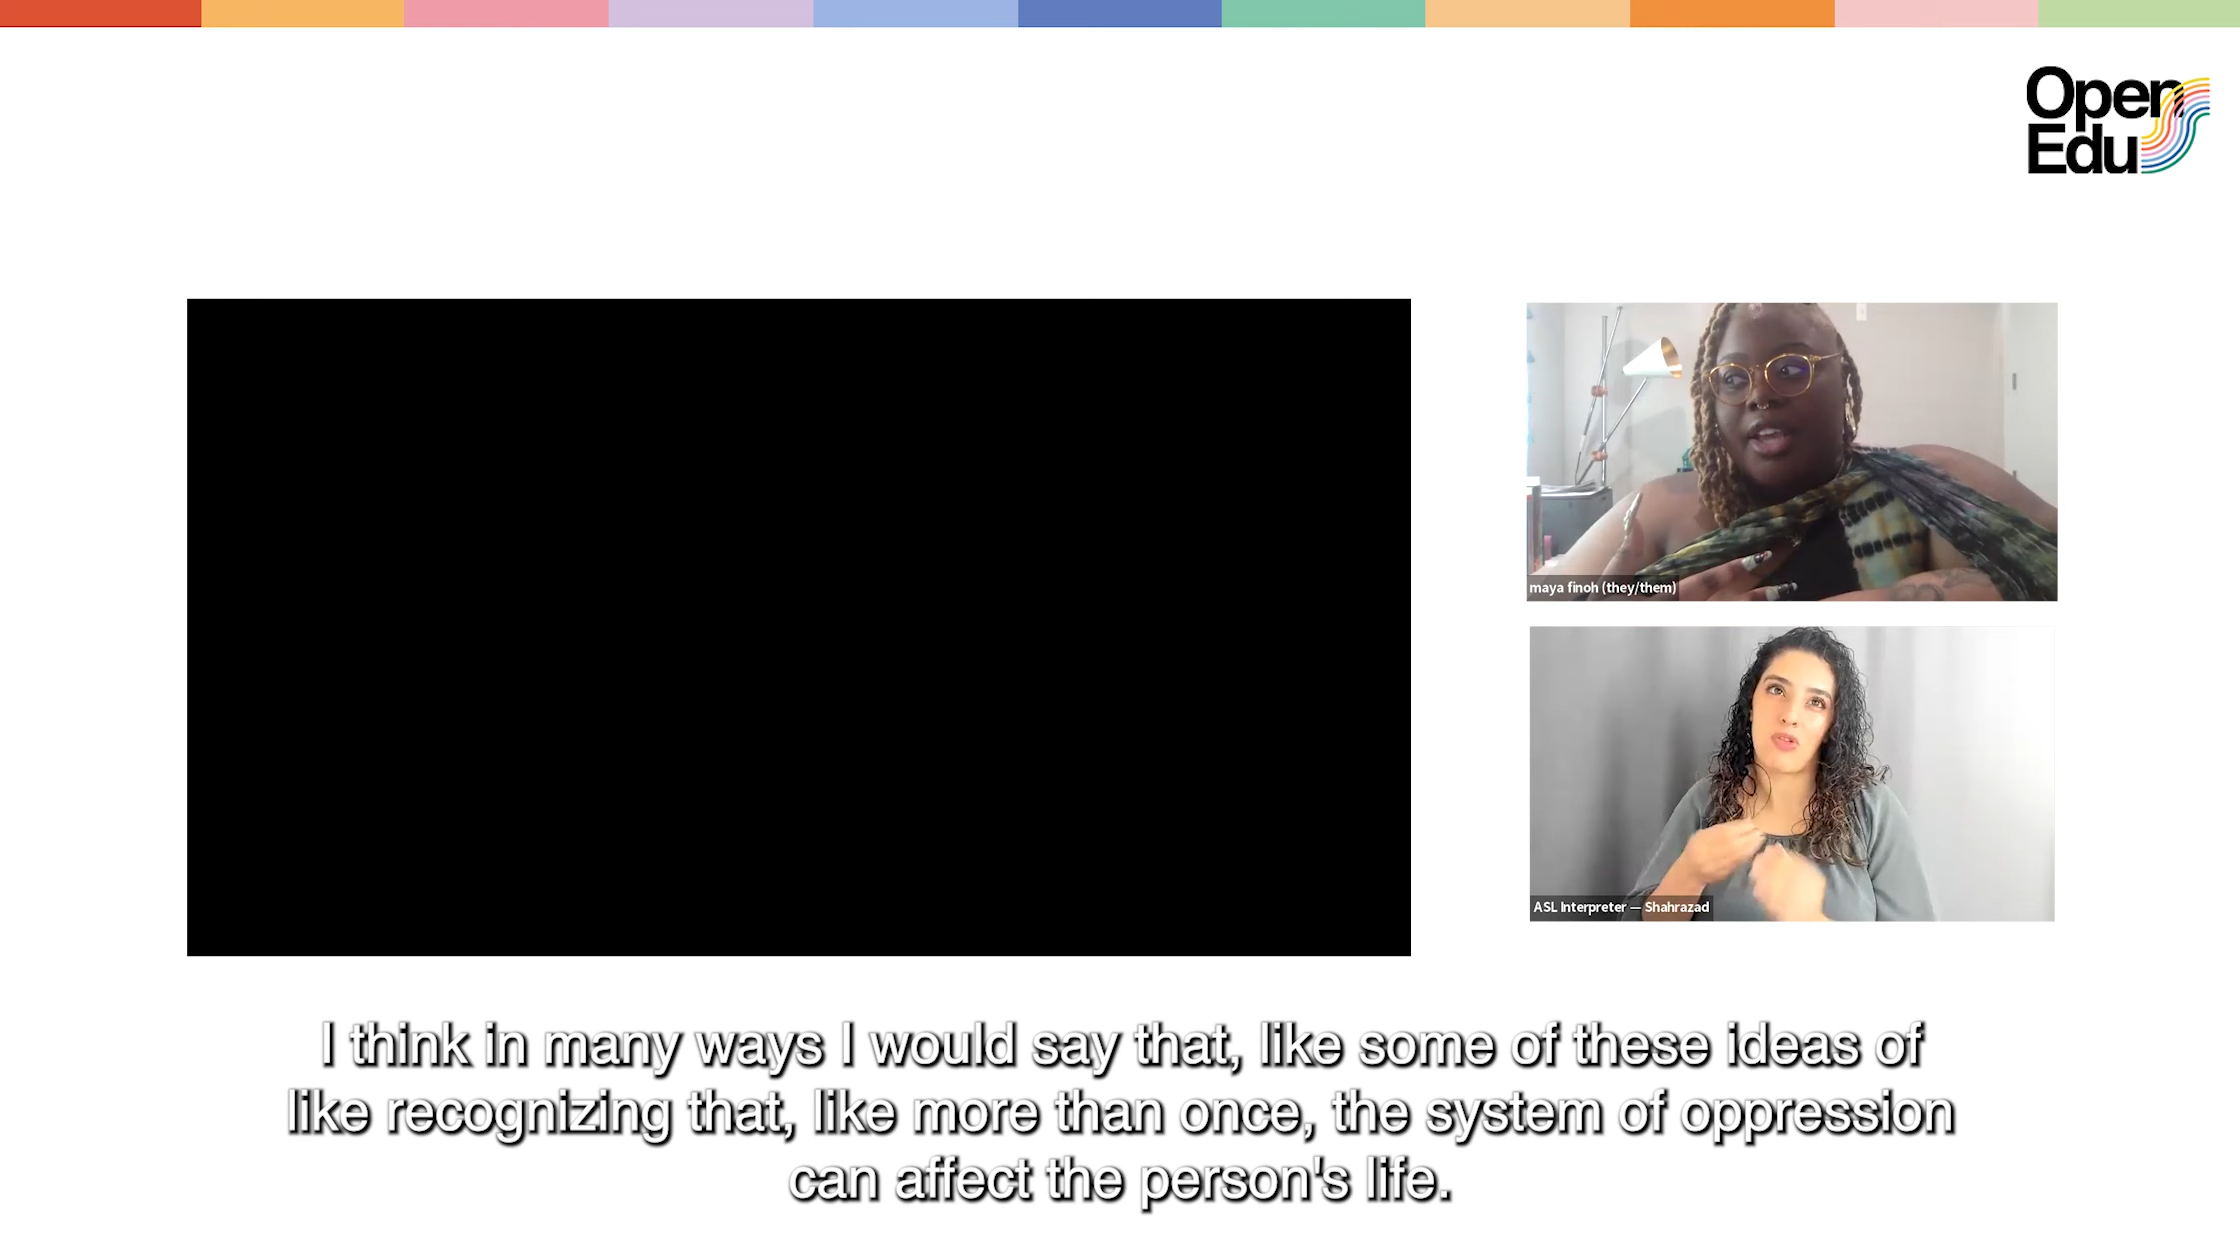 Open
Edu
maya finoh (they/them)
ASL Interpreter — Shahrazad
I think in many ways I would say that, like some of these ideas of
like recognizing that, like more than once, the system of oppression
can affect the person's life.